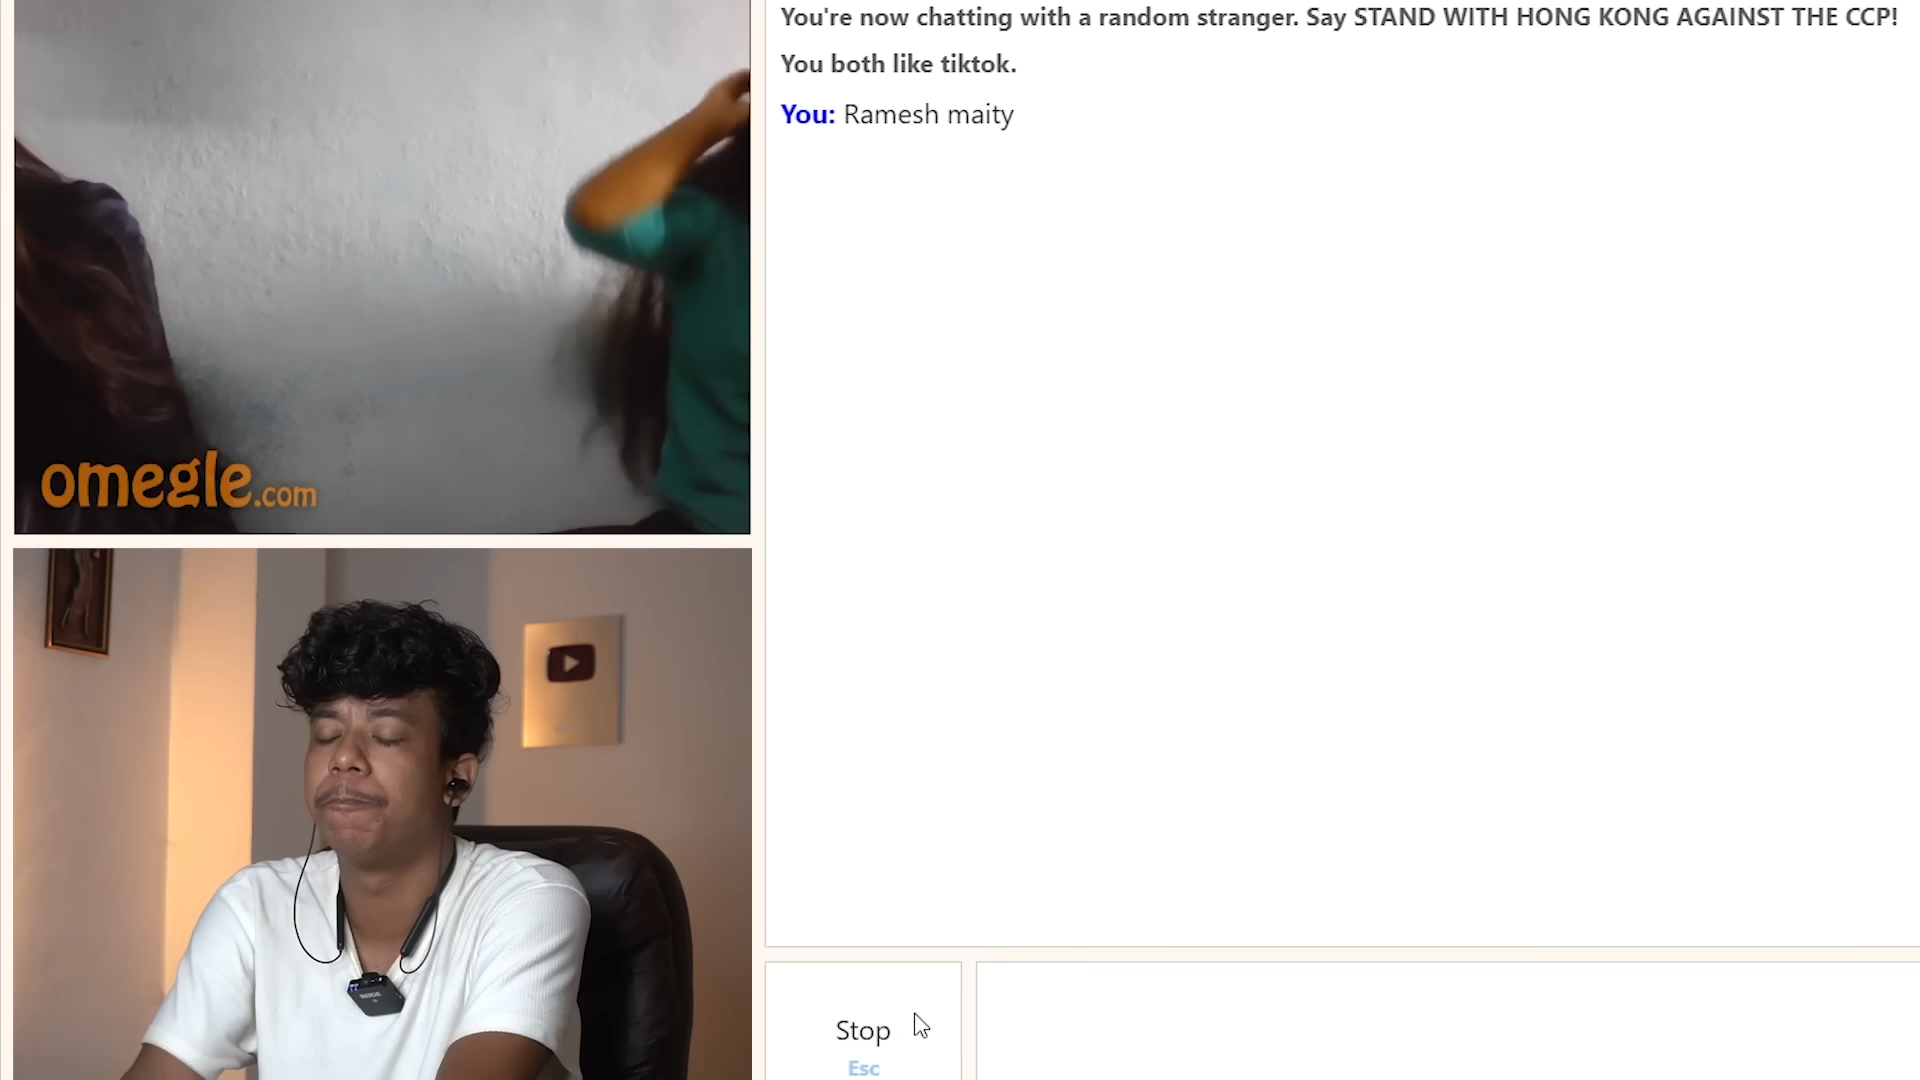 You're now chatting with a random stranger. Say STAND WITH HONG KONG AGAINST THE CCP!
You both like tiktok.
You: Ramesh maity
omegle.com
RØDE
Stop
Esc